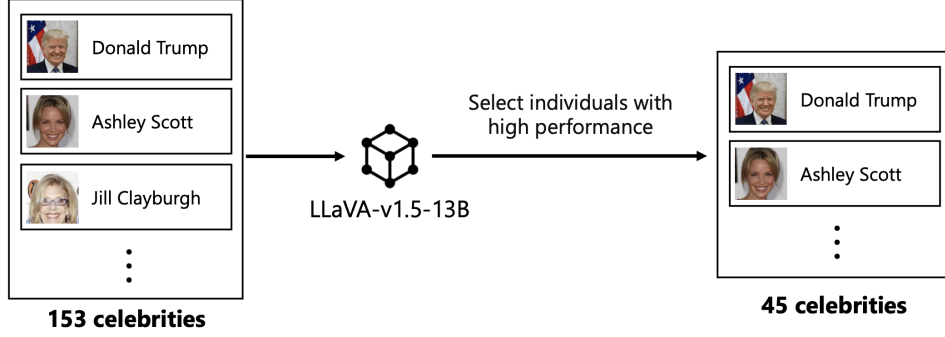 Donald Trump
Ashley Scott
Jill Clayburgh
153 celebrities
LLaVA-v1.5-13B
Select individuals with
high performance
Donald Trump
Ashley Scott
45 celebrities